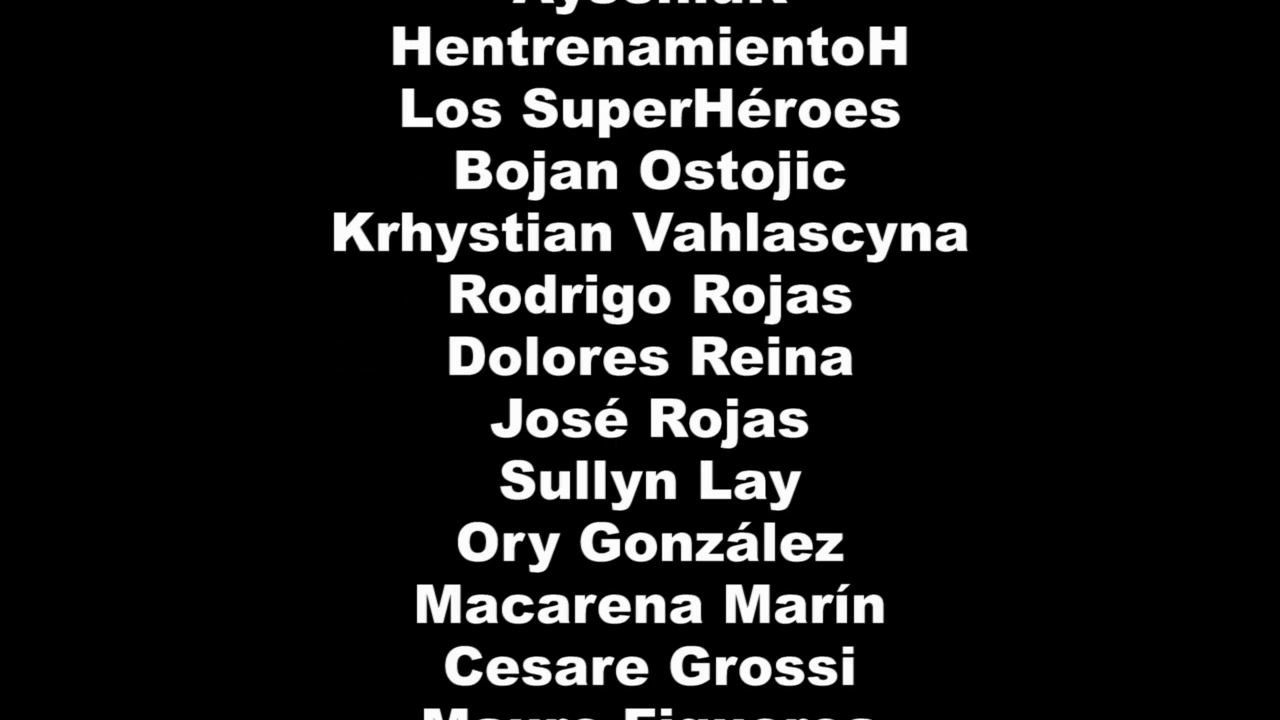 HentrenamientoH
Los SuperHéroes
Bojan Ostojic
Krhystian Vahlascyna
Rodrigo Rojas
Dolores Reina
José Rojas
Sullyn Lay
Ory González
Macarena Marín
Cesare Grossi